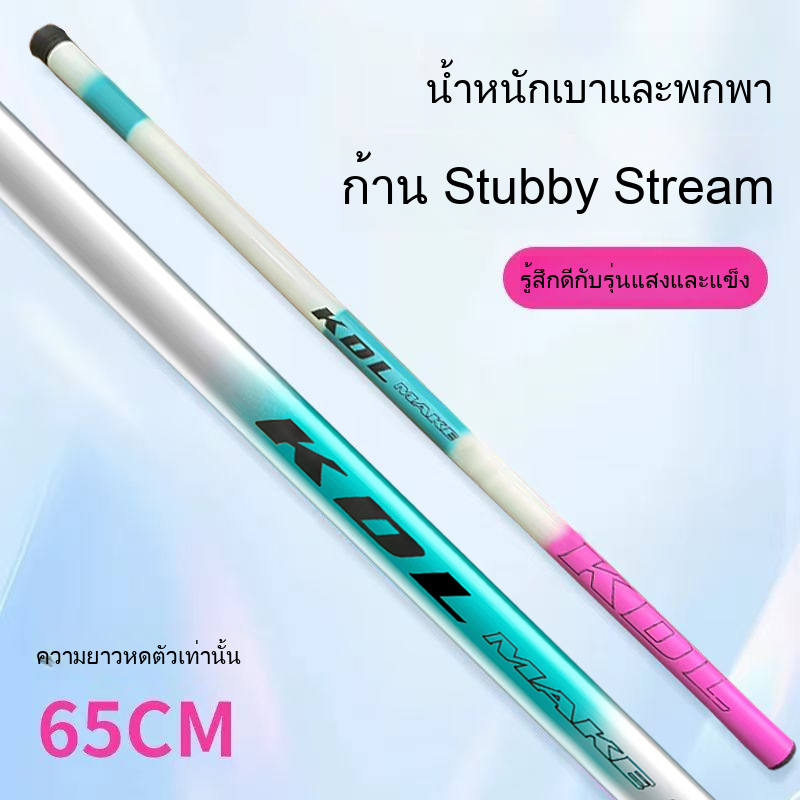 น้ำหนักเบาและพกพา
ก้าน Stubby Stream
รู้สึกดีกับรุ่นแสงและแข็ง
KDL MAKE
KDL
KDL MAKE
ความยาวหดตัวเท่านั้น
65CM